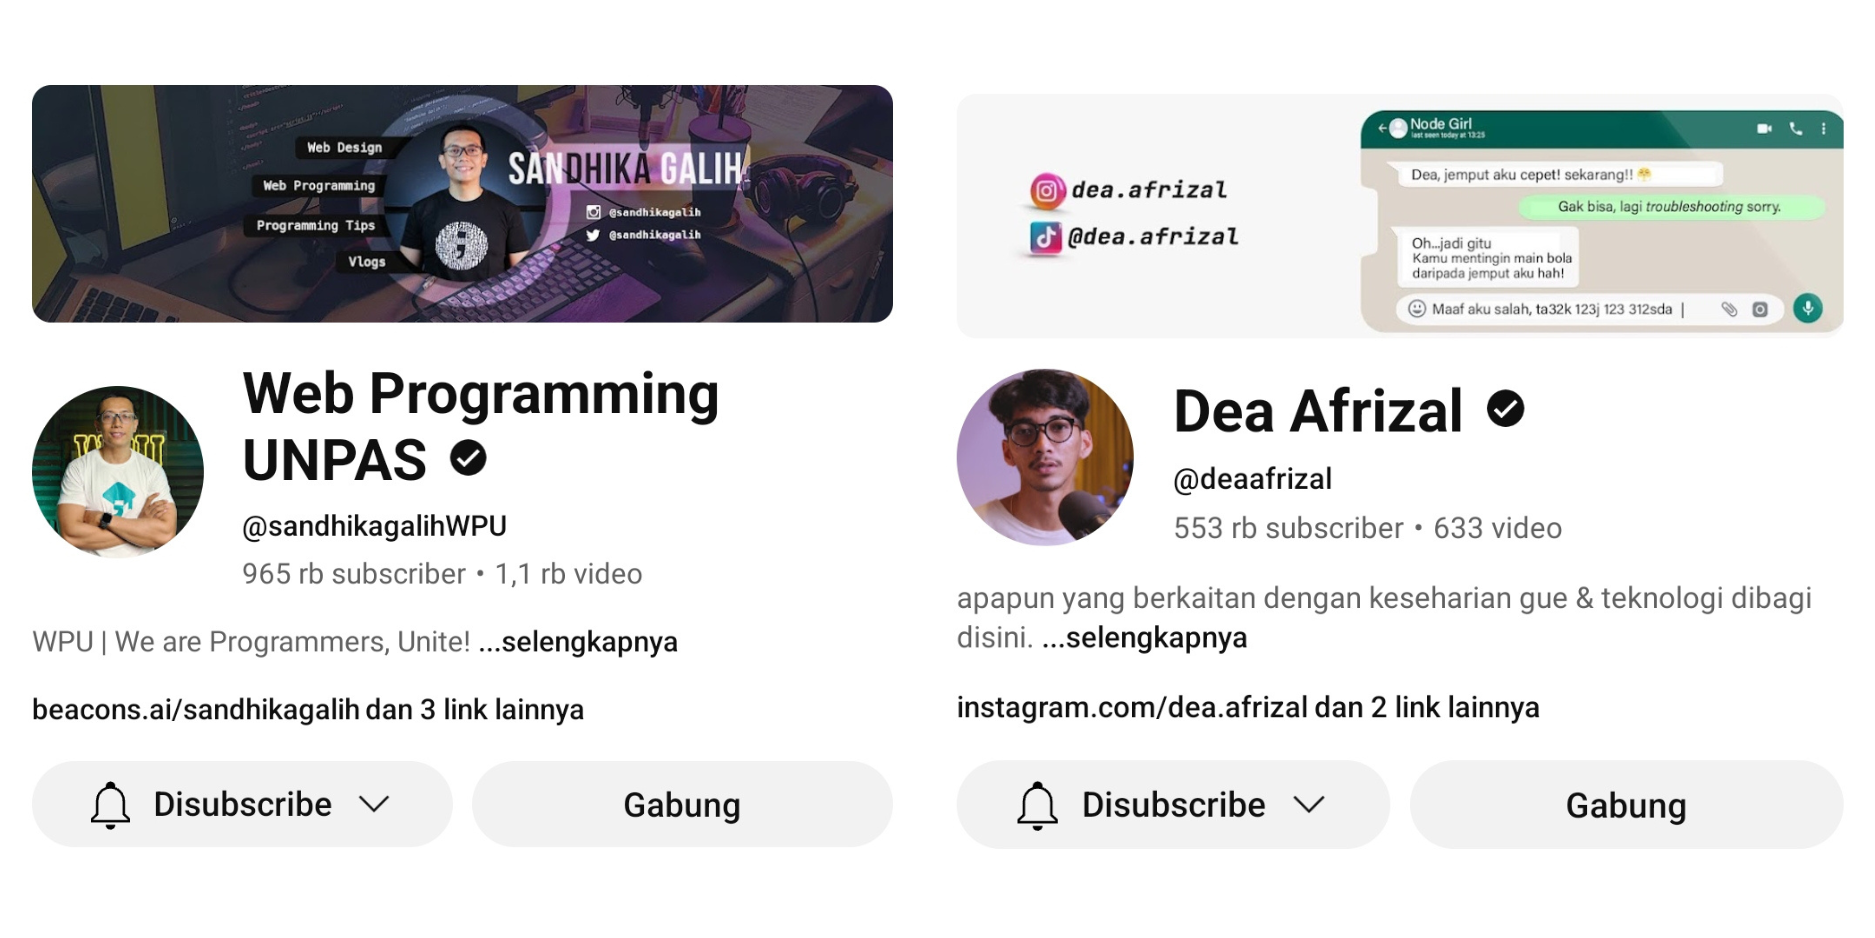 Web Design
Web Programming
Programming Tips
Vlogs
SANDHIKA GALIH
@sandhikagalih
@sandhikagalih
Web Programming
UNPAS
@sandhikagalihWPU
965 rb subscriber • 1,1 rb video
WPU | We are Programmers, Unite! ...selengkapnya
beacons.ai/sandhikagalih dan 3 link lainnya
Disubscribe
Gabung
dea.afrizal
@dea.afrizal
Node Girl
last seen today at 13:25
Dea, jemput aku cepet! sekarang!! 😤
Gak bisa, lagi troubleshooting sorry.
Oh...jadi gitu
Kamu mentingin main bola
daripada jemput aku hah!
Maaf aku salah, ta32k 123j 123 312sda |
Dea Afrizal
@deaafrizal
553 rb subscriber • 633 video
apapun yang berkaitan dengan keseharian gue & teknologi dibagi
disini. ...selengkapnya
instagram.com/dea.afrizal dan 2 link lainnya
Disubscribe
Gabung